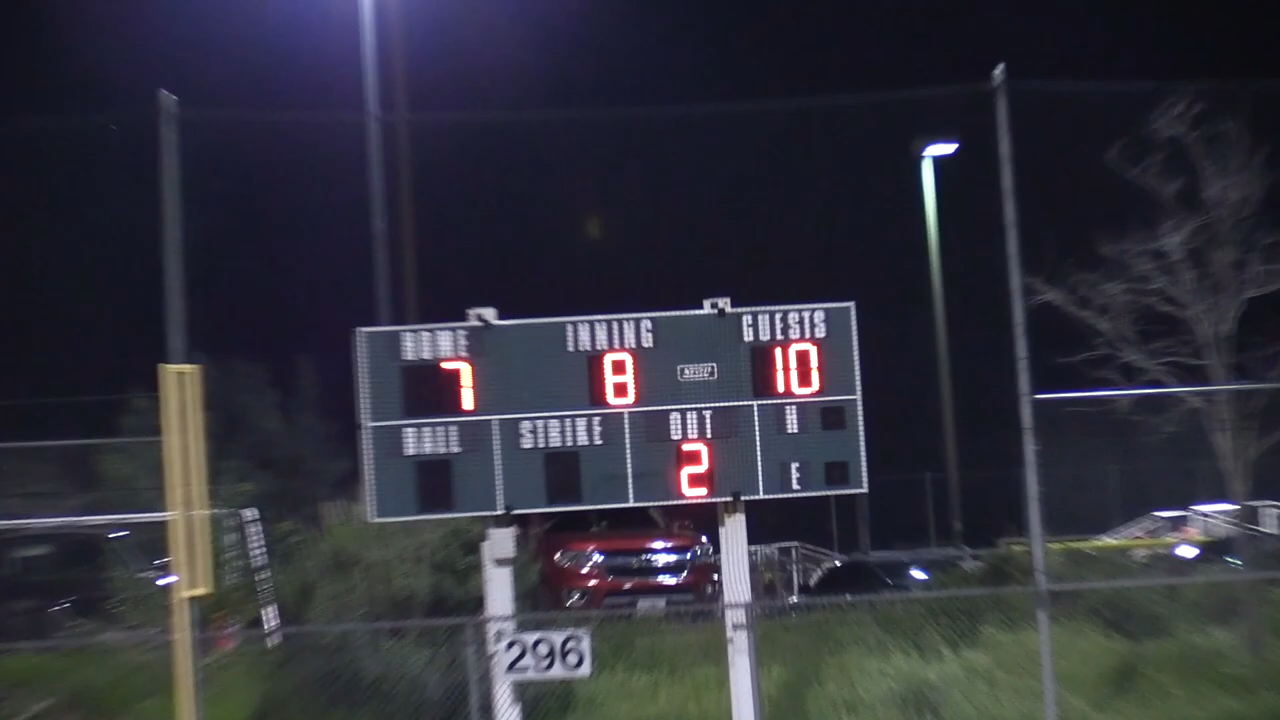 HOME INNING GUESTS
7 8 10
BALL STRIKE OUT H
2 E
296